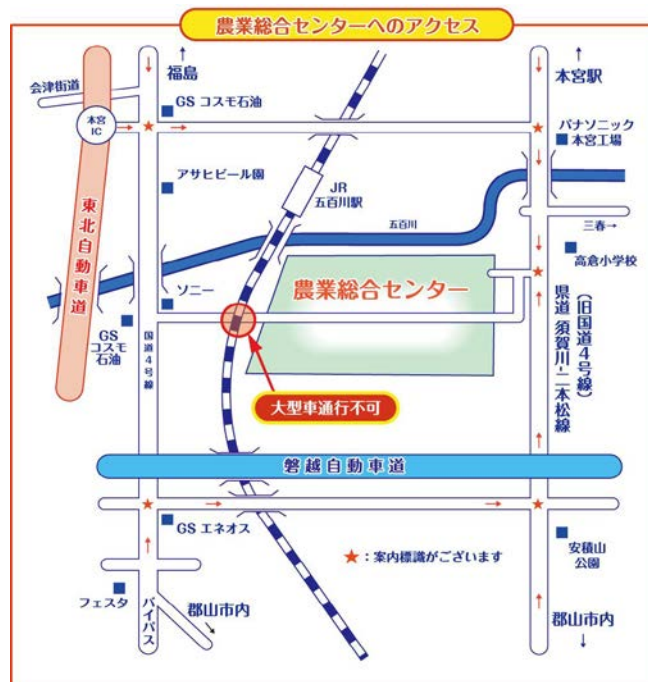 農業総合センターへのアクセス
↑
福島
↑
本宮駅
会津街道
GS コスモ石油
本宮
IC
パナソニック
本宮工場
アサヒビール園
JR
五百川駅
東北自動車道
五百川
三春→
高倉小学校
ソニー
農業総合センター
GS
コスモ
石油
国道4号線
(旧国道4号線)
県道 須賀川-二本松線
大型車通行不可
磐越自動車道
GS エネオス
★:案内標識がございます
安積山
公園
フェスタ
バイパス
郡山市内
郡山市内
↓